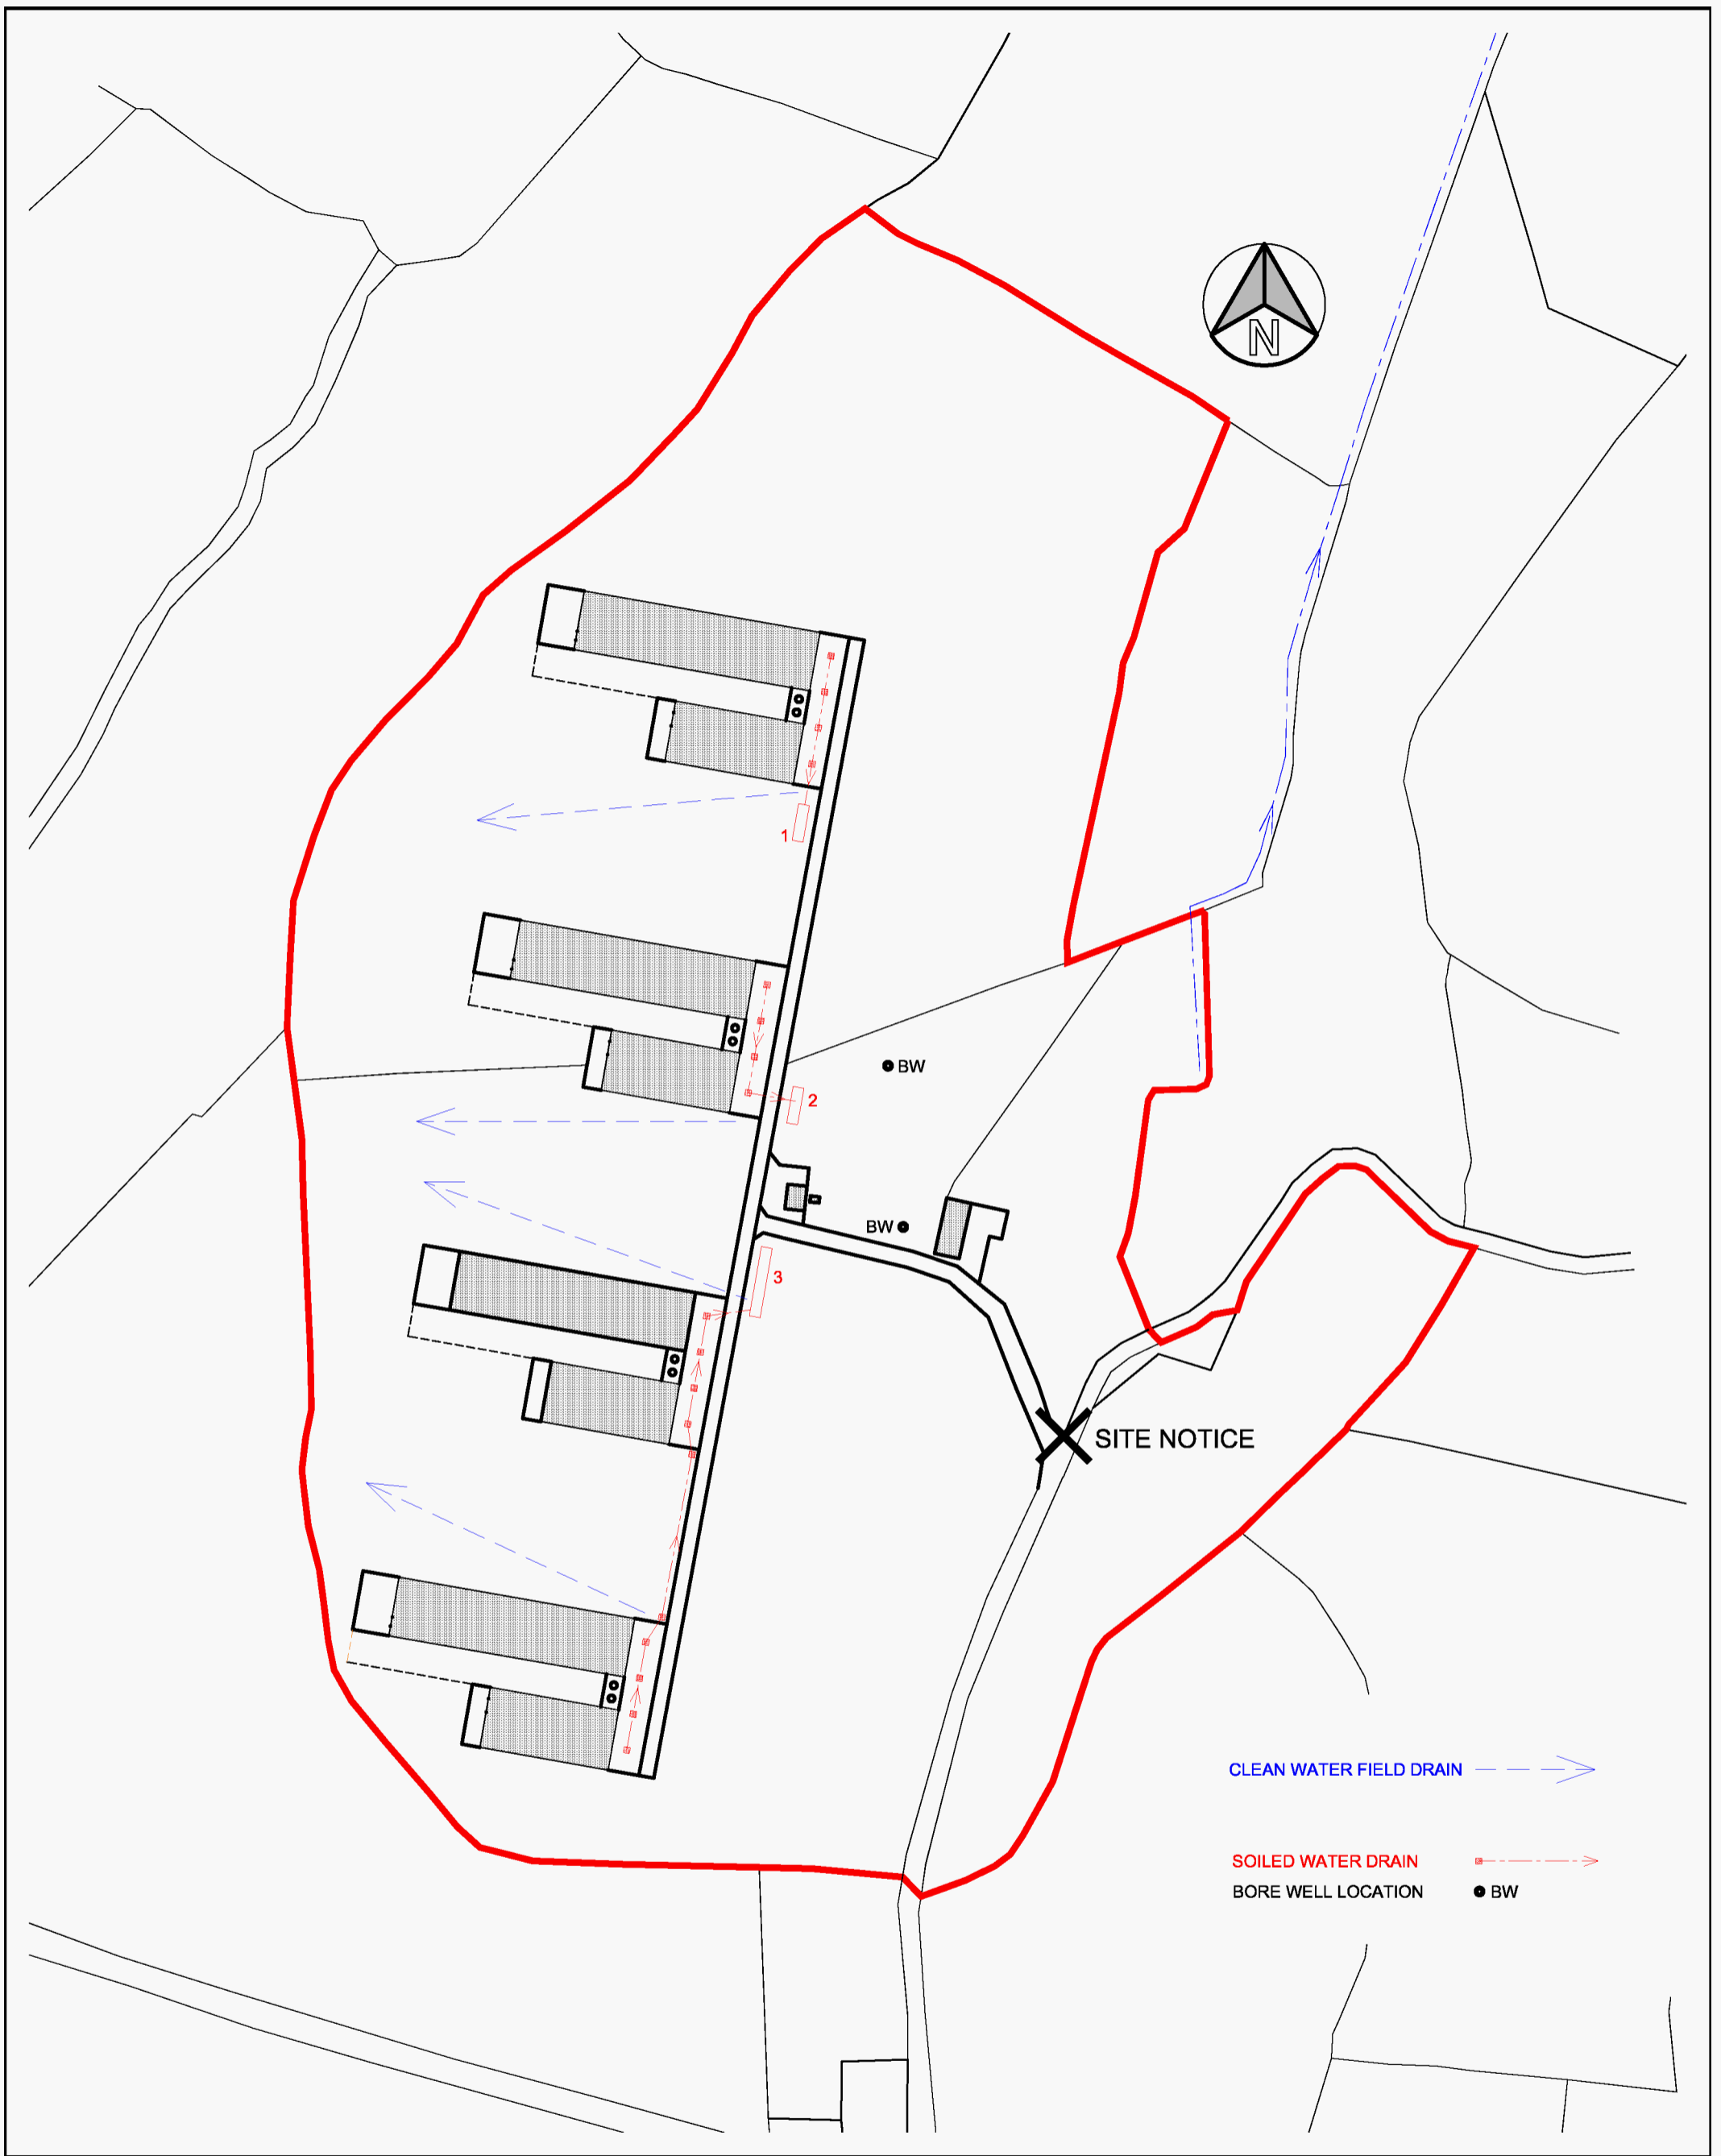 N
1
BW
2
BW
3
SITE NOTICE
CLEAN WATER FIELD DRAIN
SOILED WATER DRAIN
BORE WELL LOCATION BW